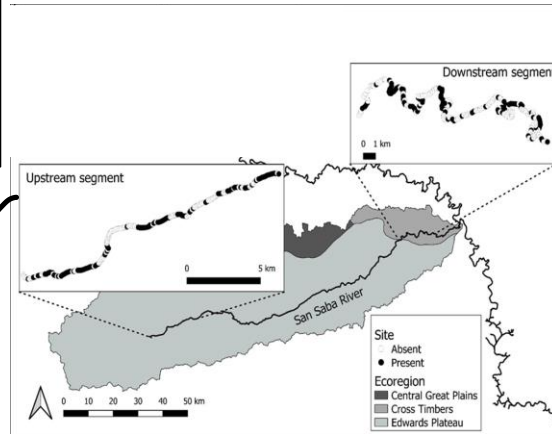 Downstream segment
0 1 km
Upstream segment
0 5 km
San Saba River
Site
Absent
Present
Ecoregion
Central Great Plains
Cross Timbers
Edwards Plateau
0 10 20 30 40 50 km